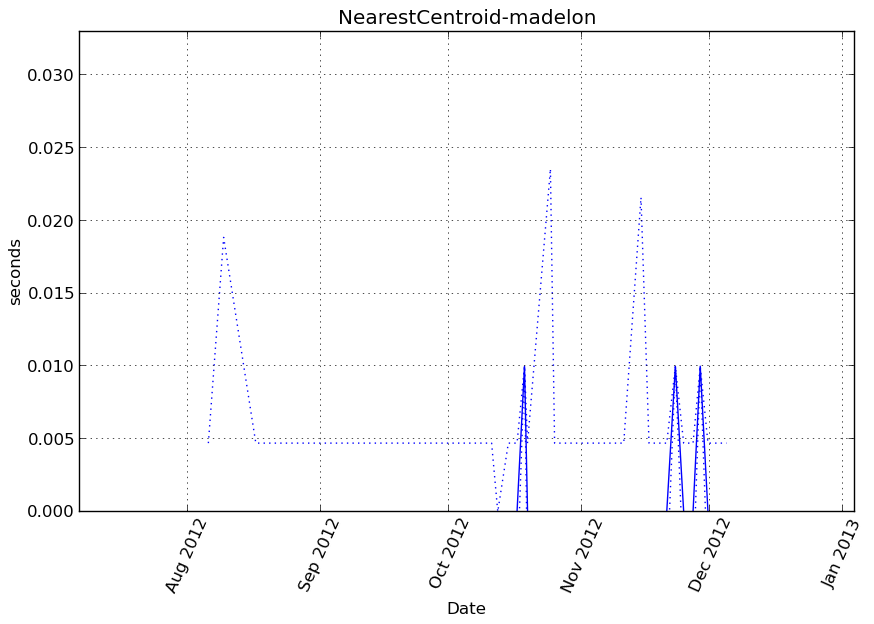 NearestCentroid-madelon
0.030
0.025
0.020
0.015
0.010
0.005
0.000
seconds
Aug 2012
Sep 2012
Oct 2012
Nov 2012
Dec 2012
Jan 2013
Date